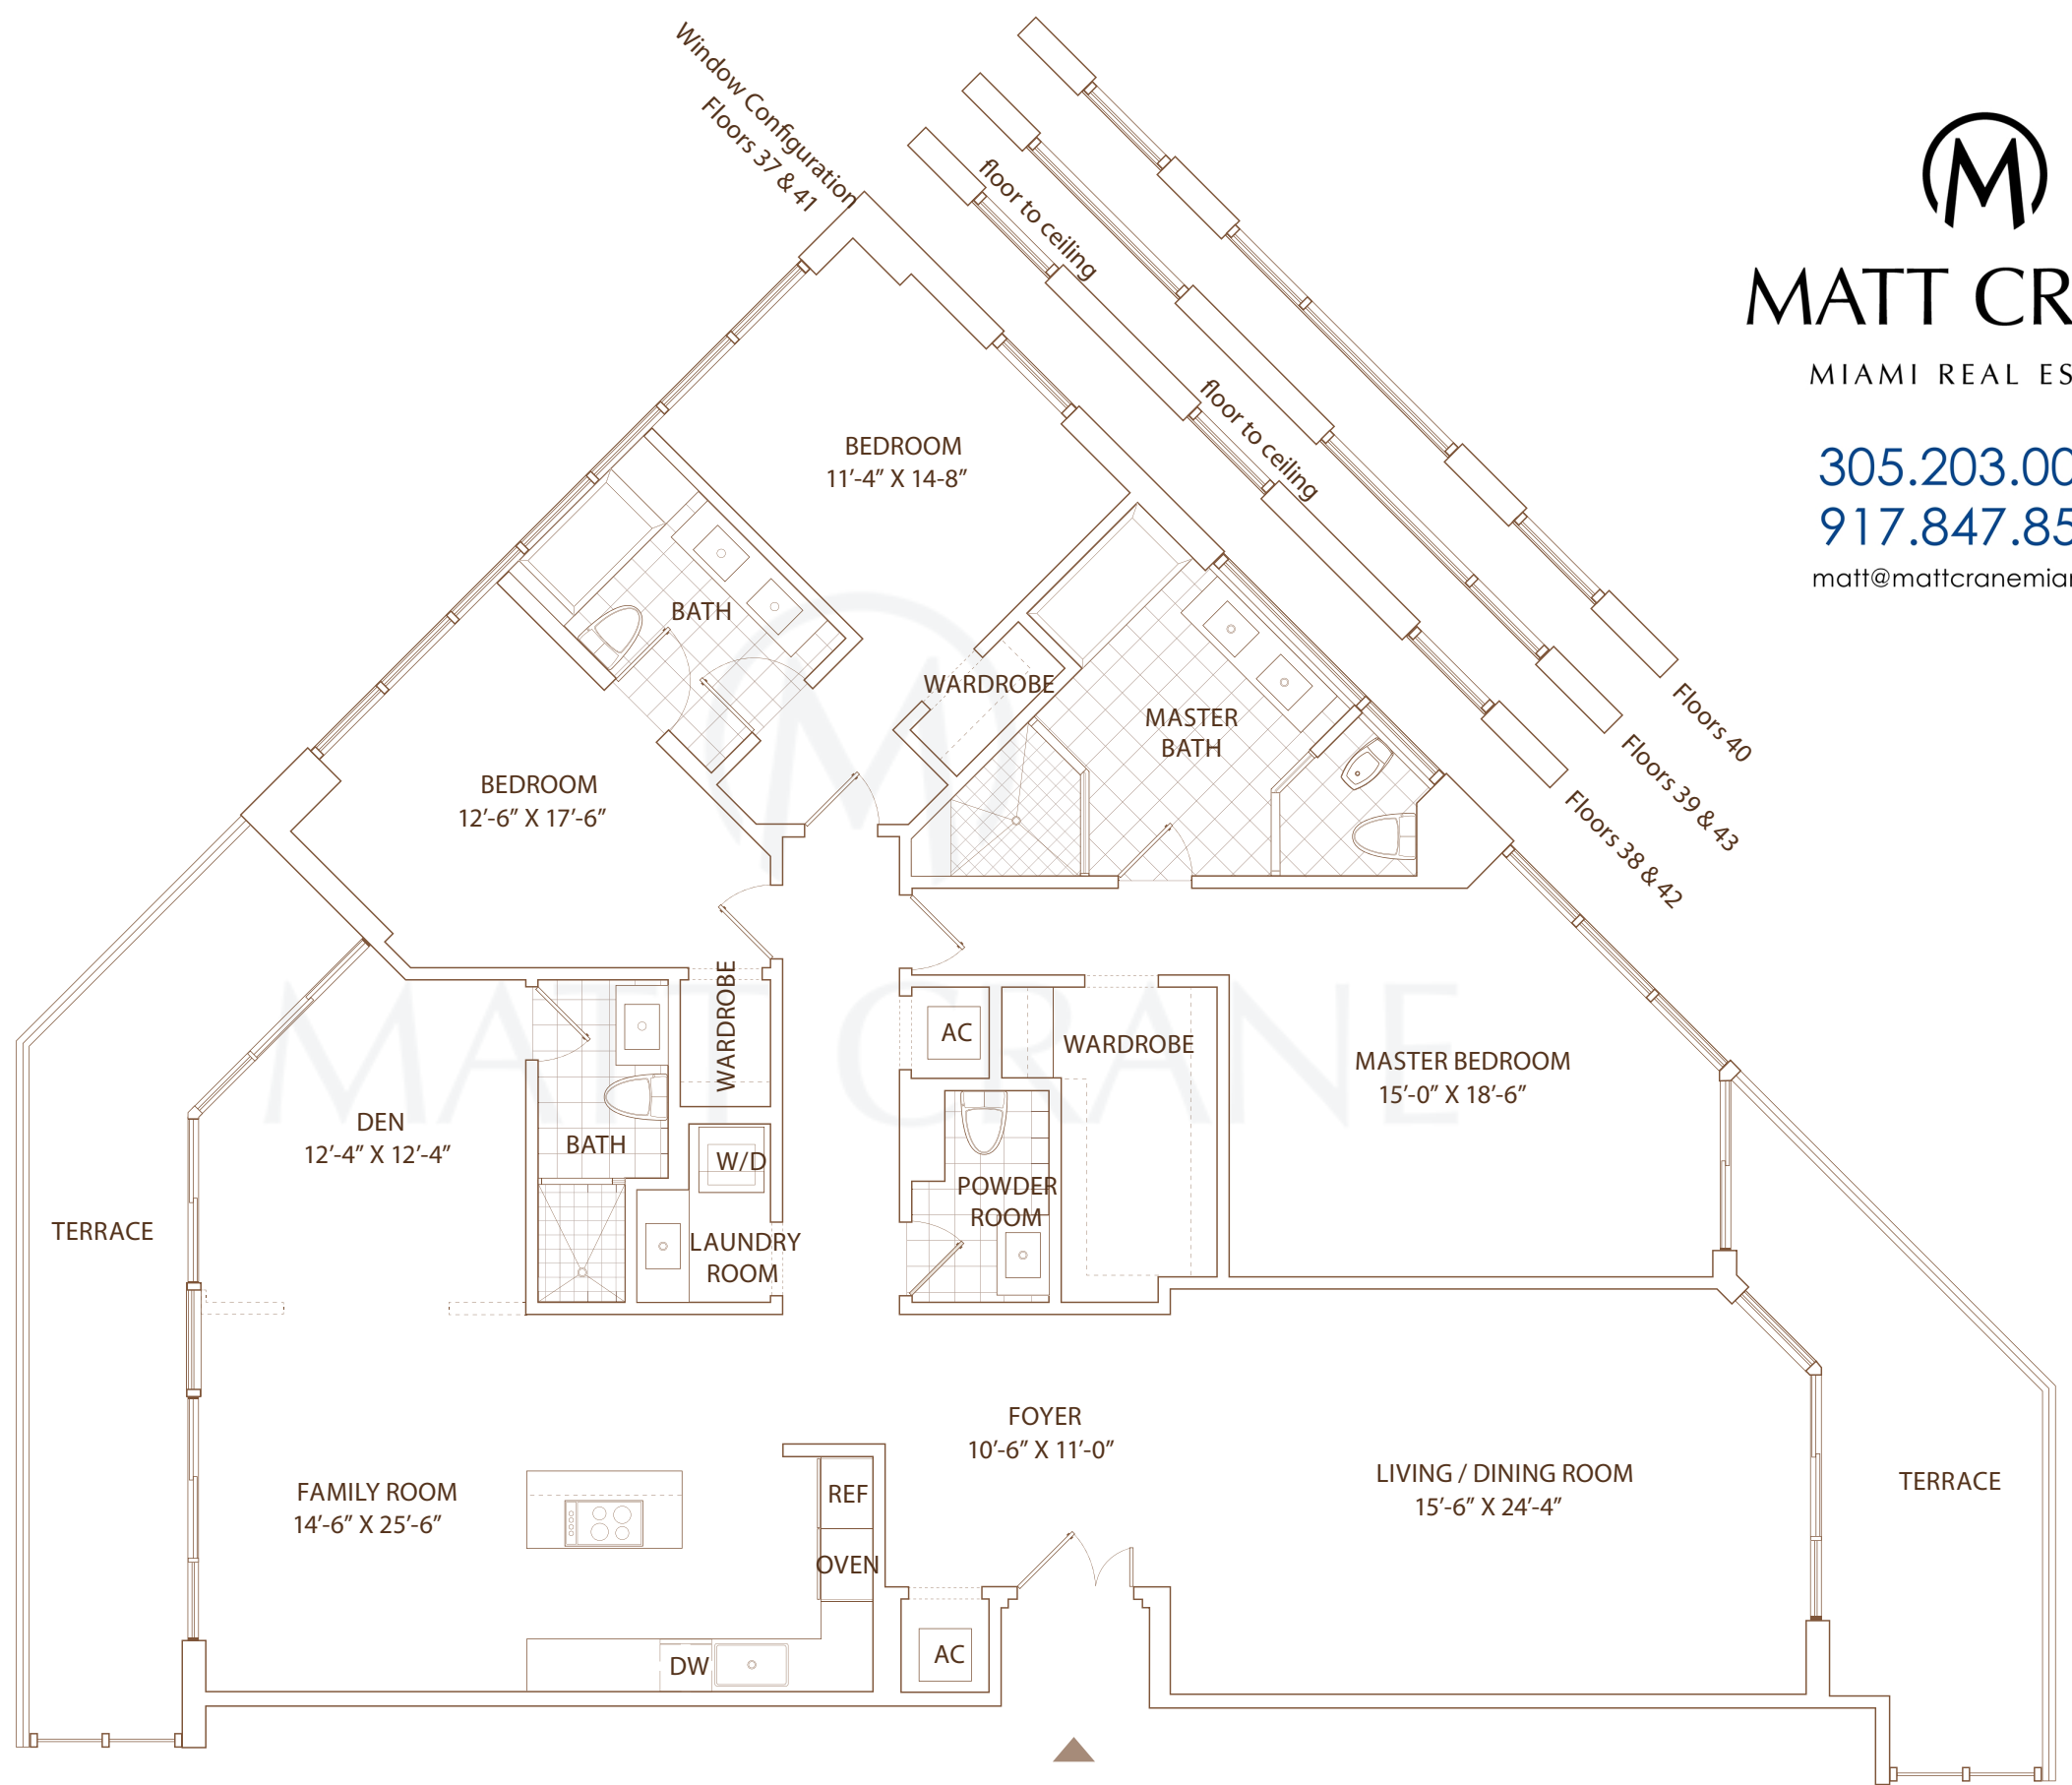 Window Configuration
Floors 37 & 41
floor to ceiling
floor to ceiling
Floors 40
Floors 39 & 43
Floors 38 & 42
M
MATT CR
MIAMI REAL ES
305.203.00
917.847.85
matt@mattcranemiar
BEDROOM
11'-4" X 14-8"
BATH
WARDROBE
MASTER
BATH
BEDROOM
12'-6" X 17'-6"
WARDROBE
AC
WARDROBE
MASTER BEDROOM
15'-0" X 18'-6"
DEN
12'-4" X 12'-4"
BATH
W/D
POWDER
ROOM
TERRACE
LAUNDRY
ROOM
FOYER
10'-6" X 11'-0"
FAMILY ROOM
14'-6" X 25'-6"
REF
OVEN
LIVING / DINING ROOM
15'-6" X 24'-4"
TERRACE
DW
AC
M
MATT CRANE